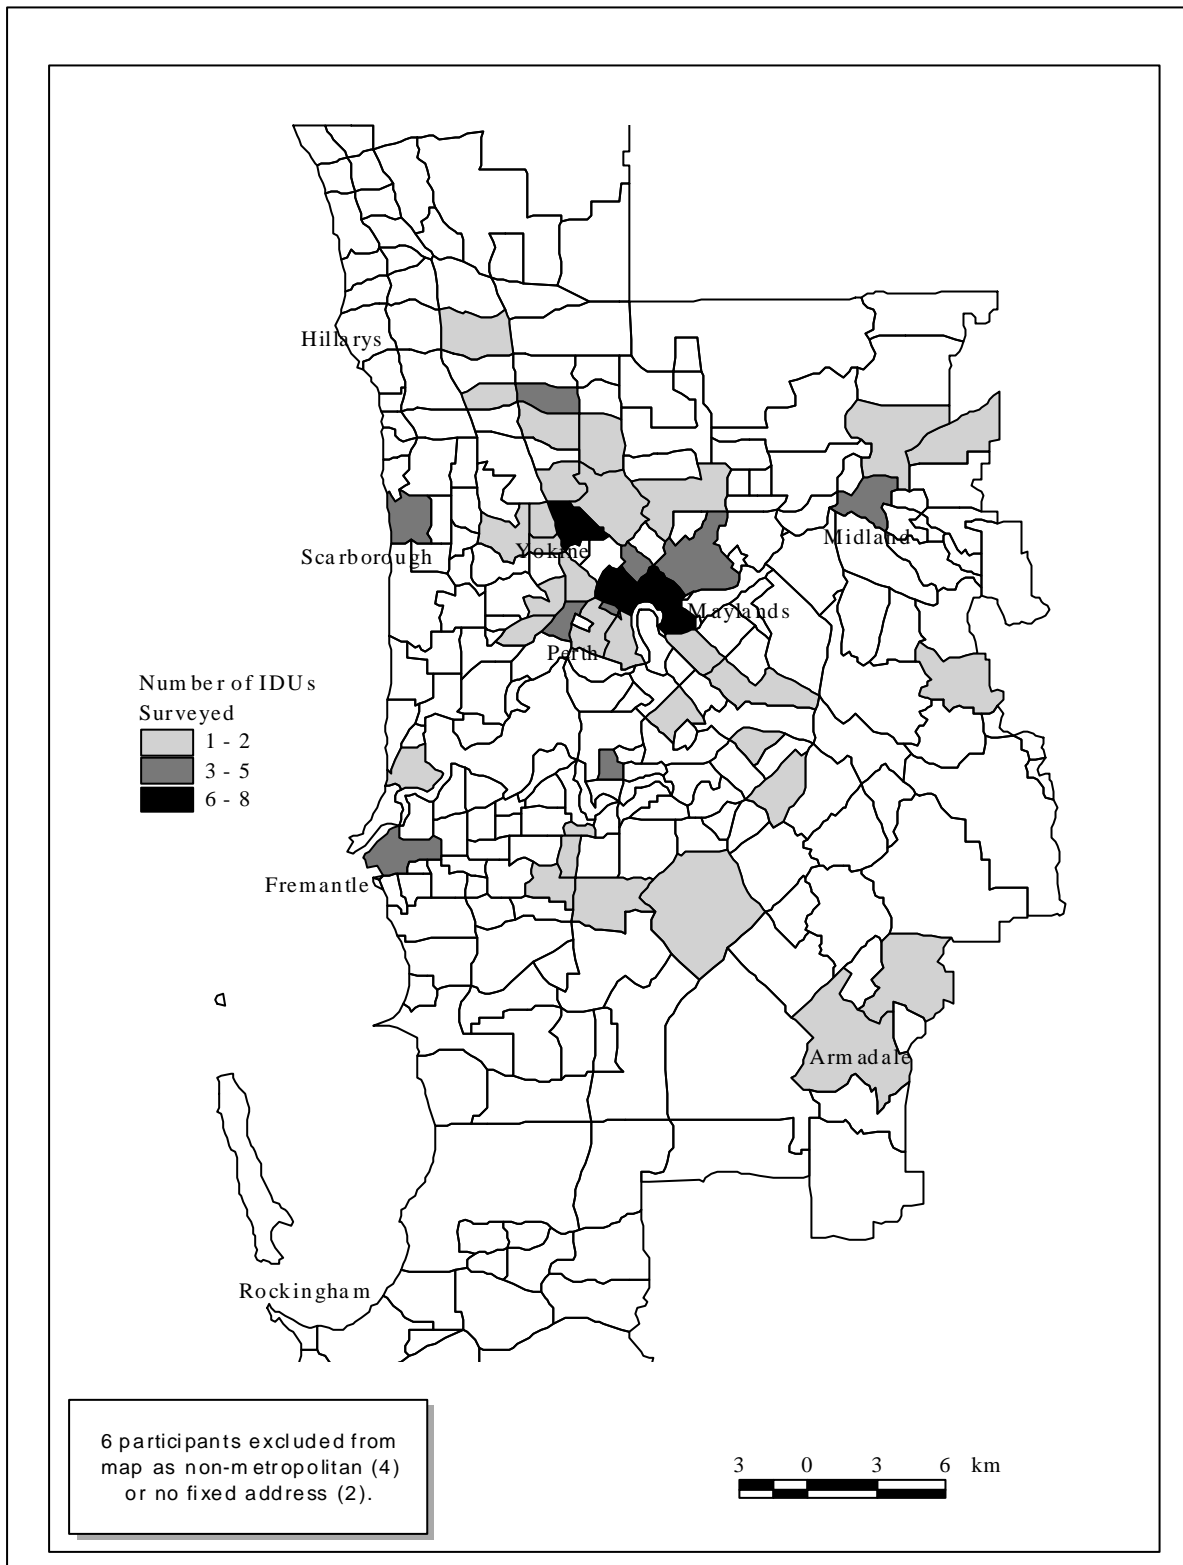 Hillarys
Scarborough
Yokine
Midland
Maylands
Perth
Number of IDUs
Surveyed
1 - 2
3 - 5
6 - 8
Fremantle
Armadale
Rockingham
6 participants excluded from
map as non-metropolitan (4)
or no fixed address (2).
3 0 3 6 km